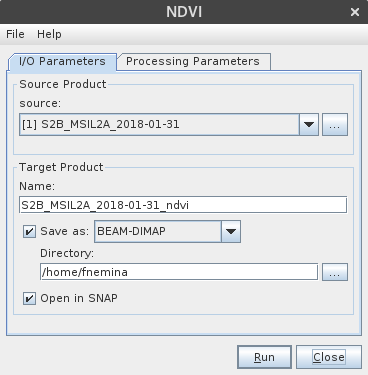 NDVI
File Help
I/O Parameters Processing Parameters
Source Product
source:
[1] S2B_MSIL2A_2018-01-31 ...
Target Product
Name:
S2B_MSIL2A_2018-01-31_ndvi
Save as: BEAM-DIMAP
Directory:
/home/fnemina ...
Open in SNAP
Run Close